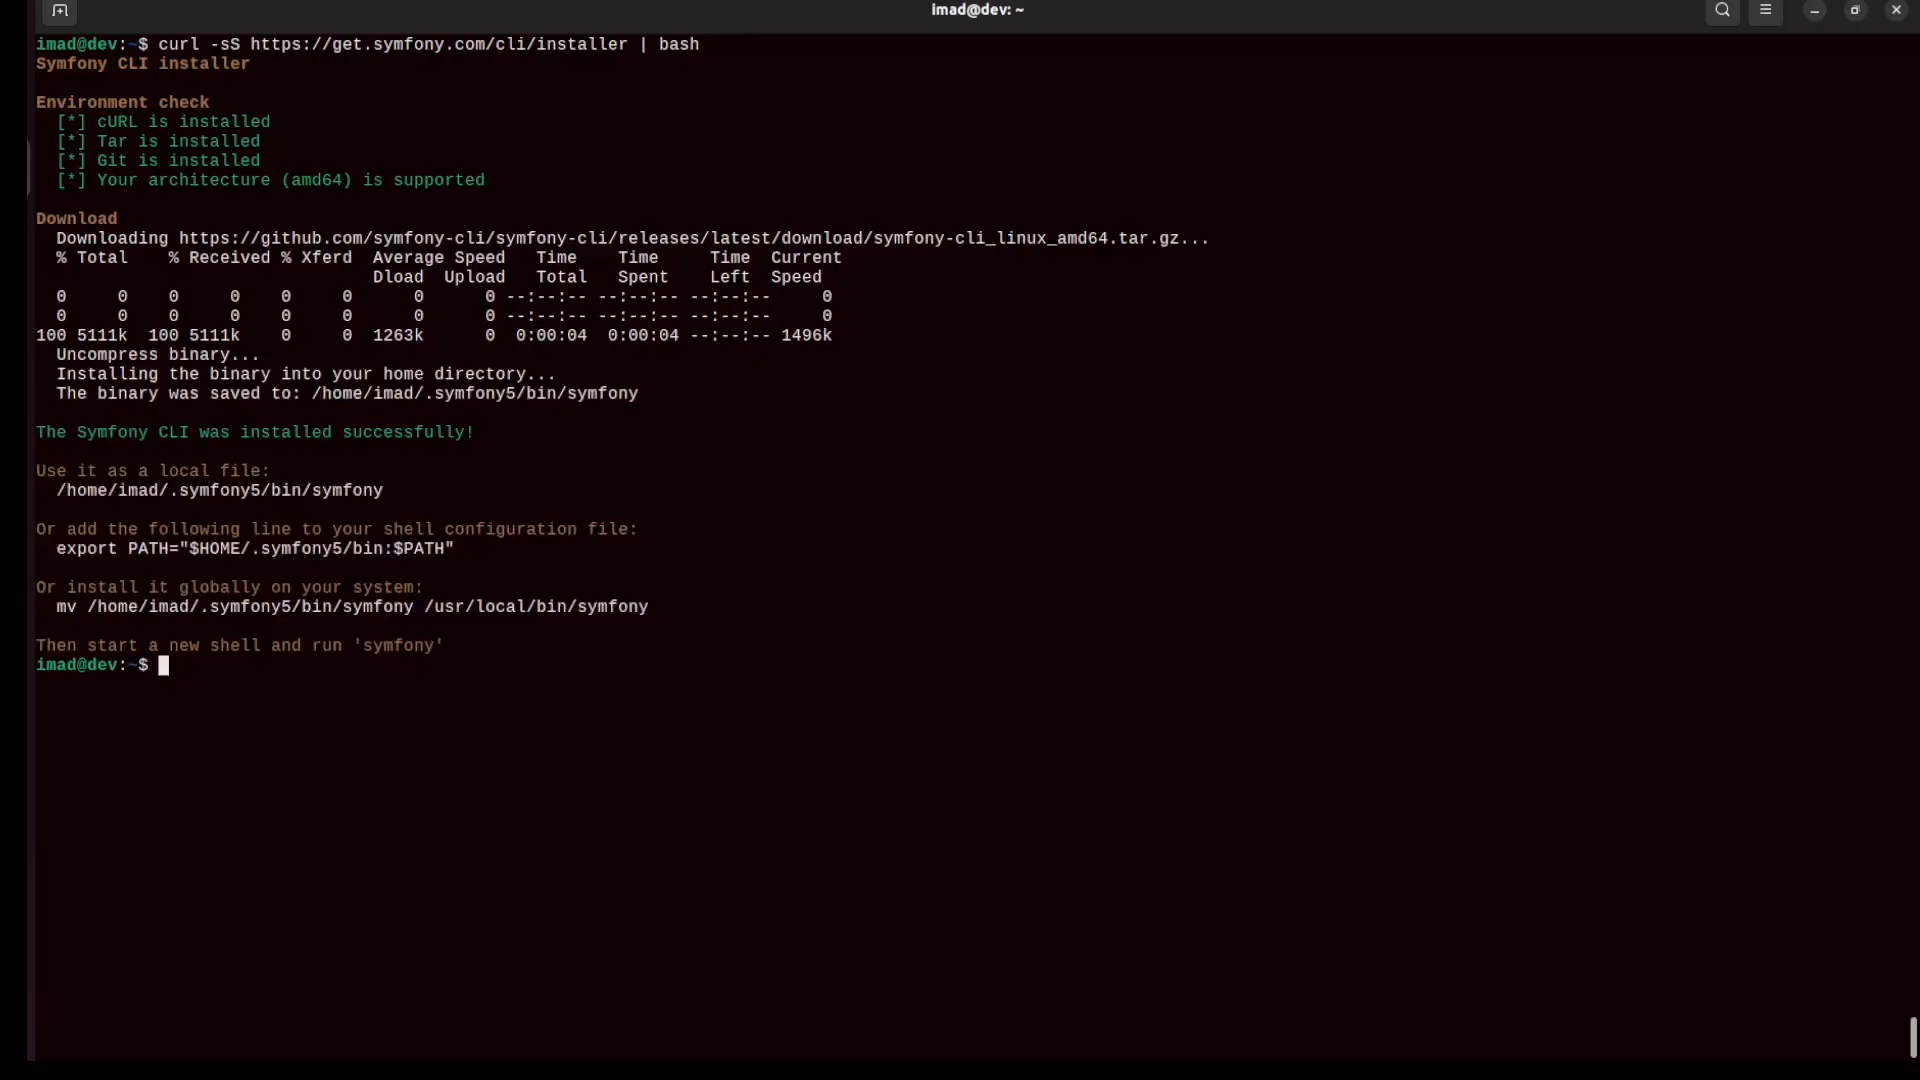 imad@dev: ~
imad@dev:~$ curl -sS https://get.symfony.com/cli/installer | bash
Symfony CLI installer
Environment check
[*] cURL is installed
[*] Tar is installed
[*] Git is installed
[*] Your architecture (amd64) is supported
Download
Downloading https://github.com/symfony-cli/symfony-cli/releases/latest/download/symfony-cli_linux_amd64.tar.gz...
% Total    % Received % Xferd  Average Speed   Time    Time     Time  Current
Dload  Upload   Total   Spent    Left  Speed
0     0    0     0    0     0      0      0 --:--:-- --:--:-- --:--:--     0
0     0    0     0    0     0      0      0 --:--:-- --:--:-- --:--:--     0
100 5111k  100 5111k    0     0  1263k      0  0:00:04  0:00:04 --:--:-- 1496k
Uncompress binary...
Installing the binary into your home directory...
The binary was saved to: /home/imad/.symfony5/bin/symfony
The Symfony CLI was installed successfully!
Use it as a local file:
/home/imad/.symfony5/bin/symfony
Or add the following line to your shell configuration file:
export PATH="$HOME/.symfony5/bin:$PATH"
Or install it globally on your system:
mv /home/imad/.symfony5/bin/symfony /usr/local/bin/symfony
Then start a new shell and run 'symfony'
imad@dev:~$